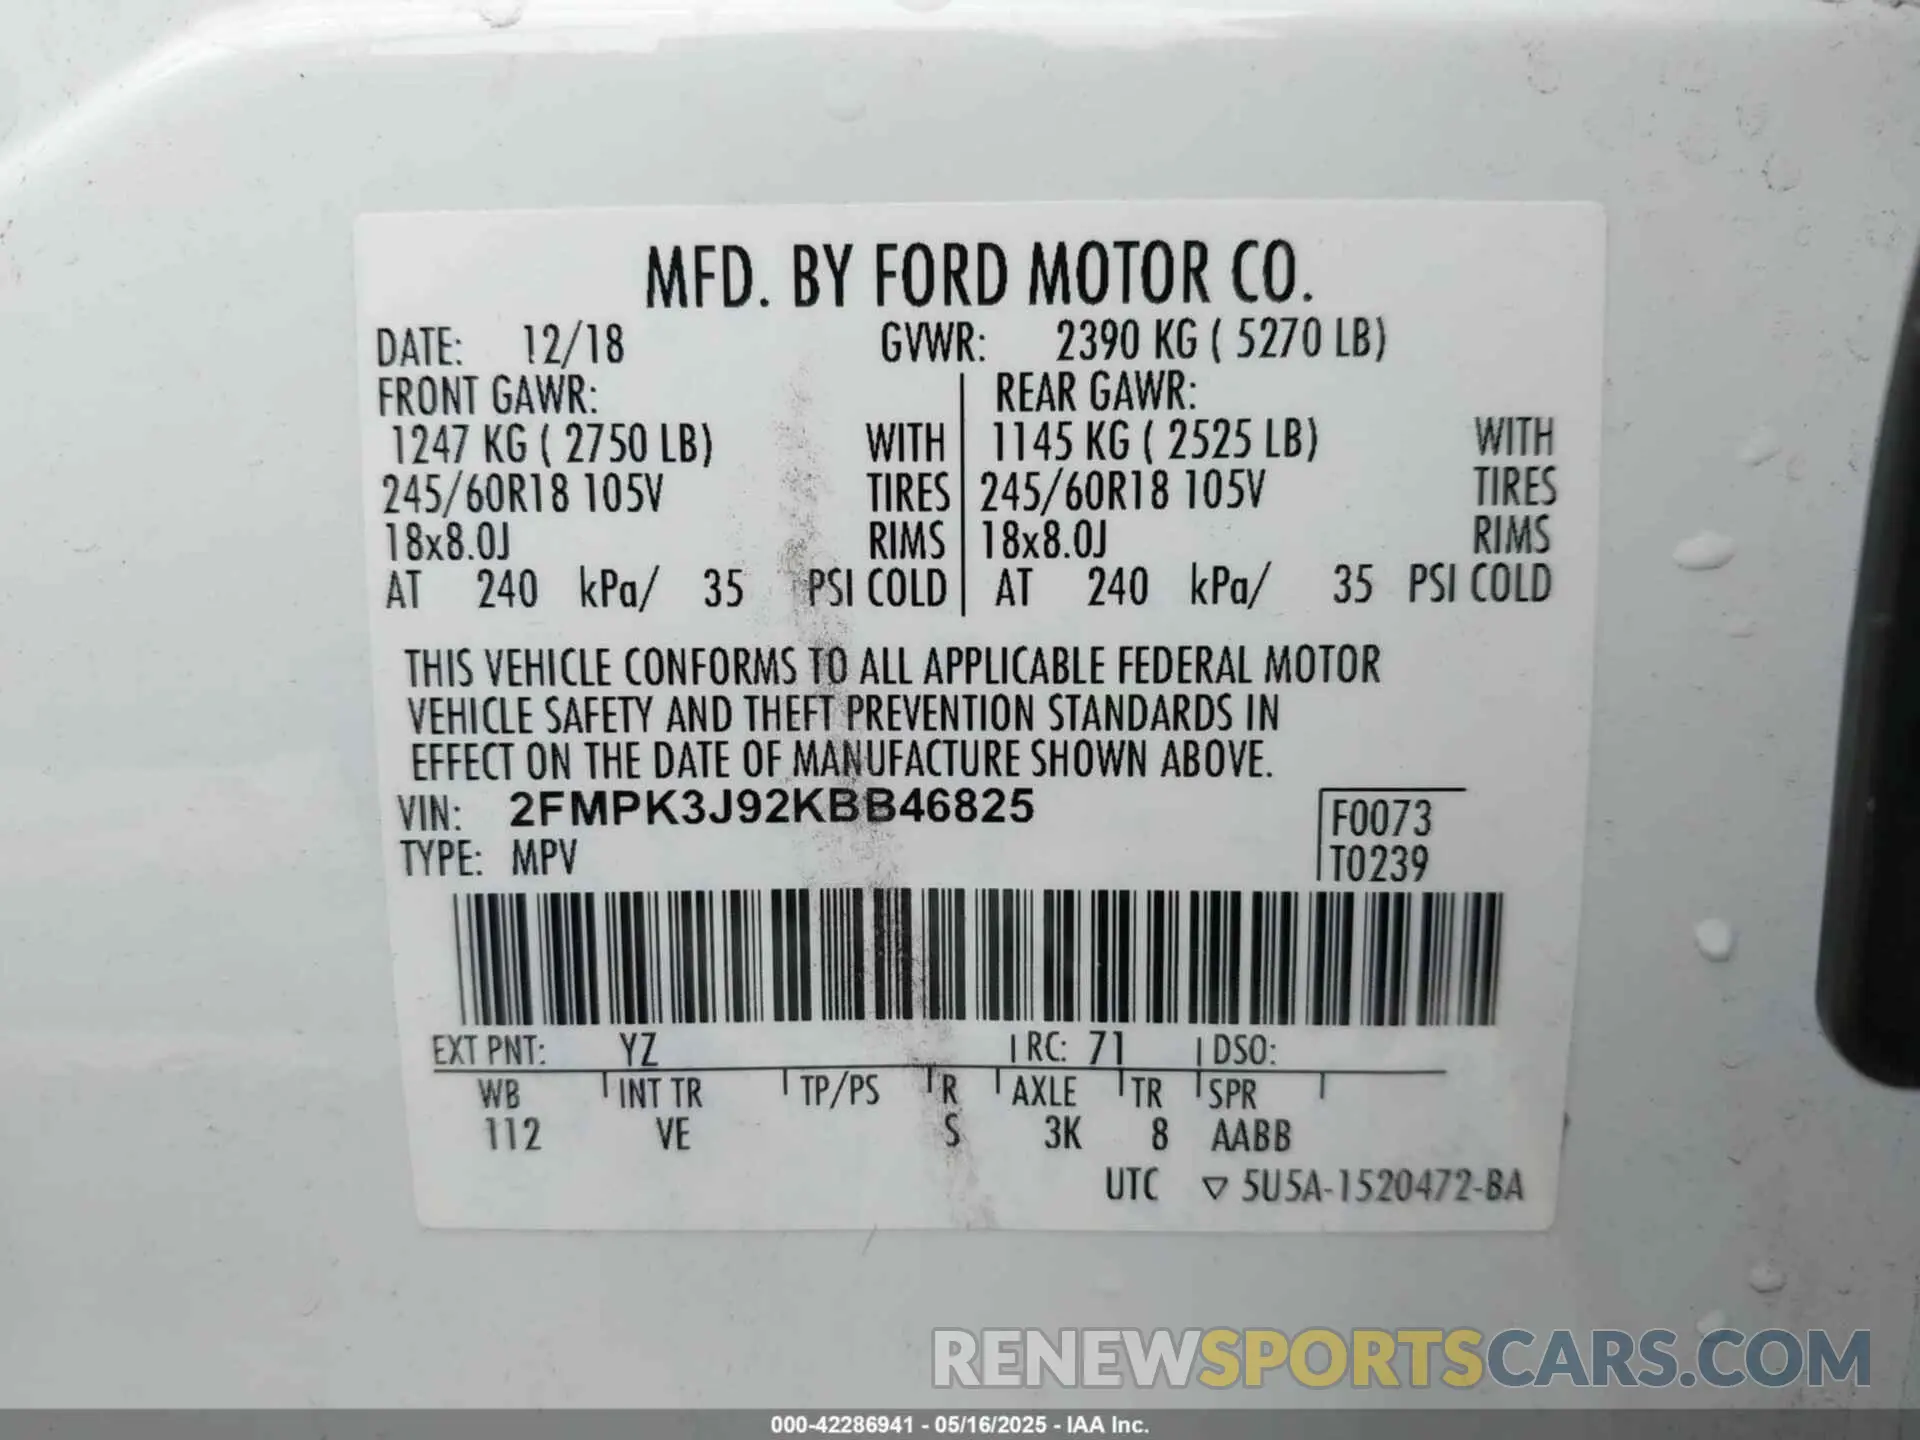 MFD. BY FORD MOTOR CO.
DATE: 12/18 GVWR: 2390 KG ( 5270 LB)
FRONT GAWR: REAR GAWR:
1247 KG ( 2750 LB) WITH 1145 KG ( 2525 LB) WITH
245/60R18 105V TIRES 245/60R18 105V TIRES
18x8.0J RIMS 18x8.0J RIMS
AT 240 kPa/ 35 PSI COLD AT 240 kPa/ 35 PSI COLD
THIS VEHICLE CONFORMS TO ALL APPLICABLE FEDERAL MOTOR
VEHICLE SAFETY AND THEFT PREVENTION STANDARDS IN
EFFECT ON THE DATE OF MANUFACTURE SHOWN ABOVE.
VIN: 2FMPK3J92KBB46825 F0073
TYPE: MPV T0239
EXT PNT: YZ RC: 71 DSO:
WB INT TR TP/PS R AXLE TR SPR
112 VE S 3K 8 AABB
UTC ▽ 5U5A-1520472-BA
RENEWSPORTSCARS.COM
000-42286941 - 05/16/2025 - IAA Inc.